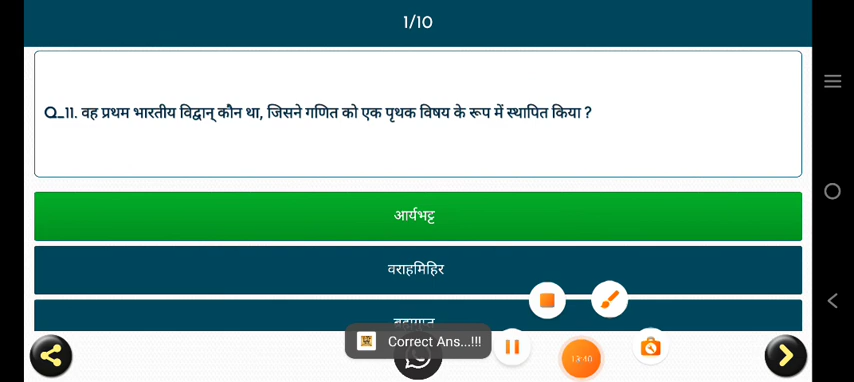 1/10
Q_11. वह प्रथम भारतीय विद्वान् कौन था, जिसने गणित को एक पृथक विषय के रूप में स्थापित किया ?
आर्यभट्ट
वराहमिहिर
Correct Ans...!!!
13:40